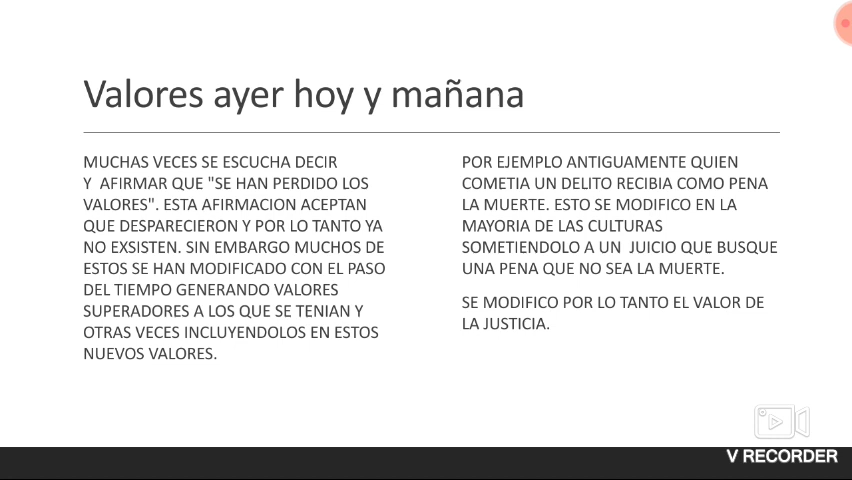 Valores ayer hoy y mañana
MUCHAS VECES SE ESCUCHA DECIR
Y  AFIRMAR QUE "SE HAN PERDIDO LOS
VALORES". ESTA AFIRMACION ACEPTAN
QUE DESPARECIERON Y POR LO TANTO YA
NO EXSISTEN. SIN EMBARGO MUCHOS DE
ESTOS SE HAN MODIFICADO CON EL PASO
DEL TIEMPO GENERANDO VALORES
SUPERADORES A LOS QUE SE TENIAN Y
OTRAS VECES INCLUYENDOLOS EN ESTOS
NUEVOS VALORES.
POR EJEMPLO ANTIGUAMENTE QUIEN
COMETIA UN DELITO RECIBIA COMO PENA
LA MUERTE. ESTO SE MODIFICO EN LA
MAYORIA DE LAS CULTURAS
SOMETIENDOLO A UN  JUICIO QUE BUSQUE
UNA PENA QUE NO SEA LA MUERTE.
SE MODIFICO POR LO TANTO EL VALOR DE
LA JUSTICIA.
V RECORDER